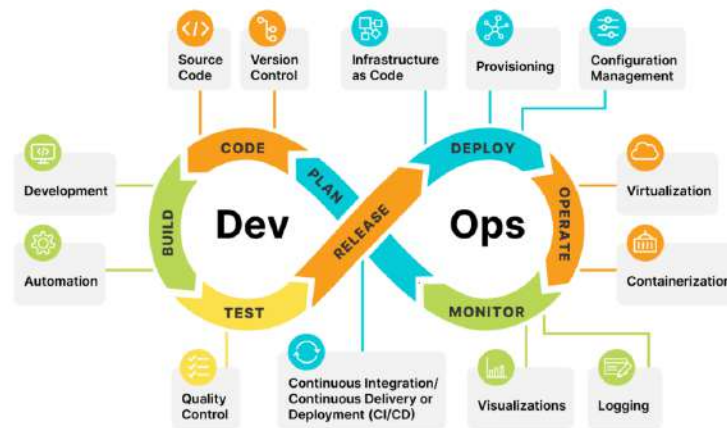 Source
Code
Version
Control
Infrastructure
as Code
Provisioning
Configuration
Management
CODE
PLAN
DEPLOY
Development
Automation
BUILD
Dev
RELEASE
Ops
OPERATE
Virtualization
Containerization
TEST
MONITOR
Quality
Control
Continuous Integration/
Continuous Delivery or
Deployment (CI/CD)
Visualizations
Logging